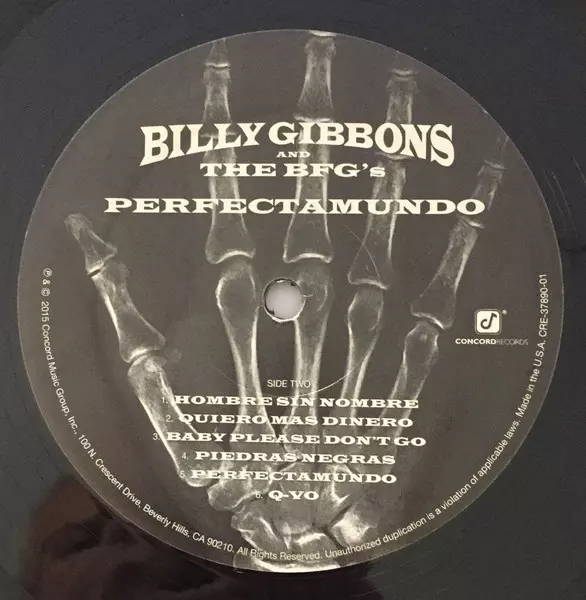 BILLY GIBBONS
AND
THE BFG's
PERFECTAMUNDO
CONCORDRECORDS
SIDE TWO
1. HOMBRE SIN NOMBRE
2. QUIERO MAS DINERO
3. BABY PLEASE DON'T GO
4. PIEDRAS NEGRAS
5. PERFECTAMUNDO
6. Q-VO
℗ & © 2015 Concord Music Group, Inc., 100 N. Crescent Drive, Beverly Hills, CA 90210. All Rights Reserved. Unauthorized duplication is a violation of applicable laws. Made in the U.S.A. CRE-37890-01